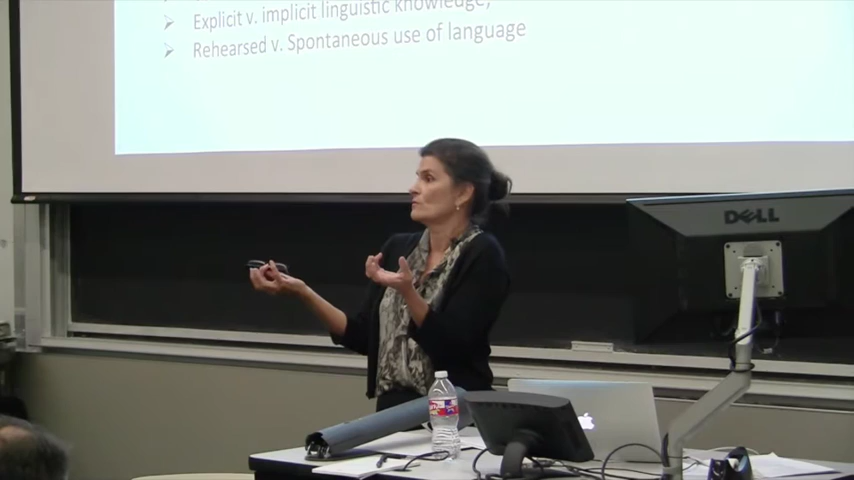 Explicit v. implicit linguistic knowledge,
Rehearsed v. Spontaneous use of language
DELL